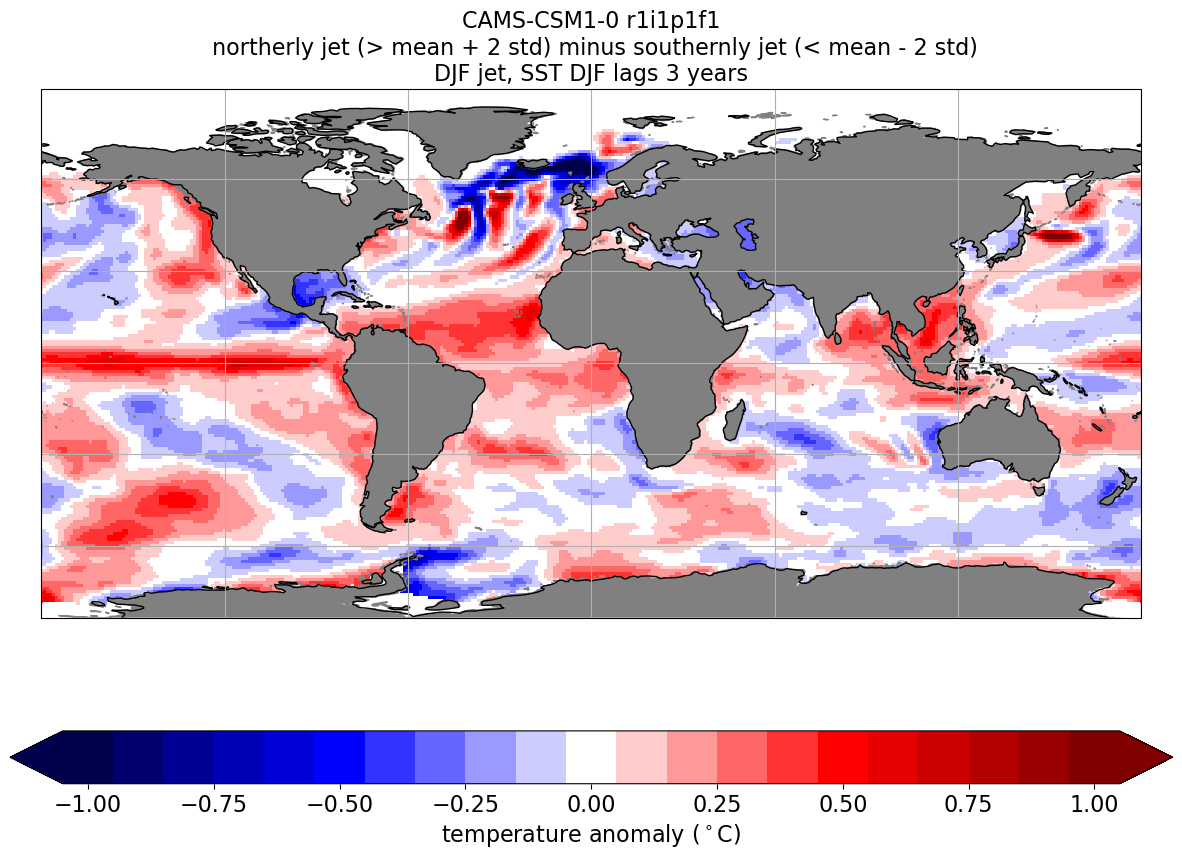 CAMS-CSM1-0 r1i1p1f1
northerly jet (> mean + 2 std) minus southernly jet (< mean - 2 std)
DJF jet, SST DJF lags 3 years
−1.00 −0.75 −0.50 −0.25 0.00 0.25 0.50 0.75 1.00
temperature anomaly (°C)